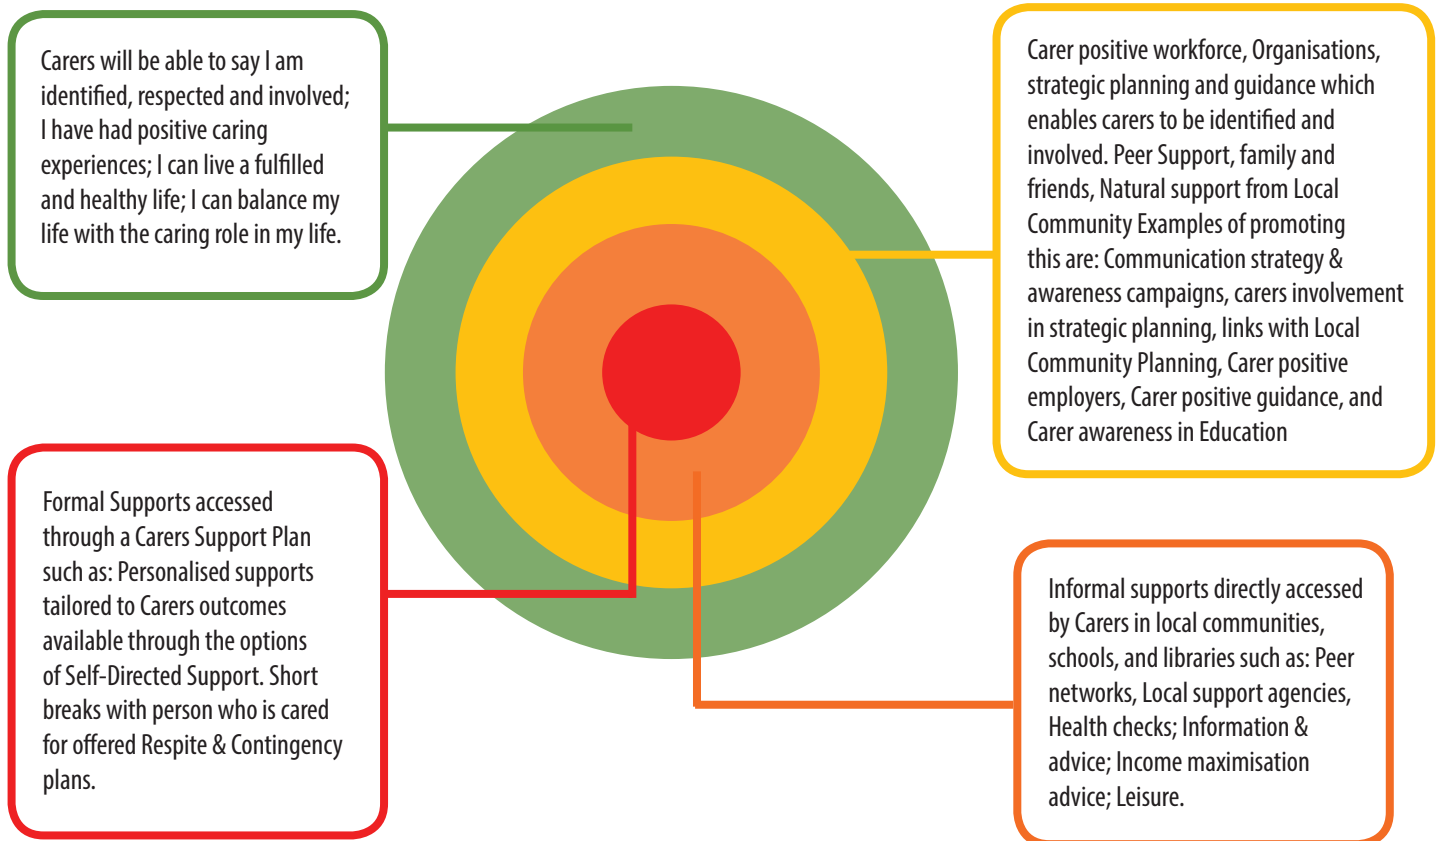 Carers will be able to say I am
identified, respected and involved;
I have had positive caring
experiences; I can live a fulfilled
and healthy life; I can balance my
life with the caring role in my life.
Carer positive workforce, Organisations,
strategic planning and guidance which
enables carers to be identified and
involved. Peer Support, family and
friends, Natural support from Local
Community Examples of promoting
this are: Communication strategy &
awareness campaigns, carers involvement
in strategic planning, links with Local
Community Planning, Carer positive
employers, Carer positive guidance, and
Carer awareness in Education
Formal Supports accessed
through a Carers Support Plan
such as: Personalised supports
tailored to Carers outcomes
available through the options
of Self-Directed Support. Short
breaks with person who is cared
for offered Respite & Contingency
plans.
Informal supports directly accessed
by Carers in local communities,
schools, and libraries such as: Peer
networks, Local support agencies,
Health checks; Information &
advice; Income maximisation
advice; Leisure.